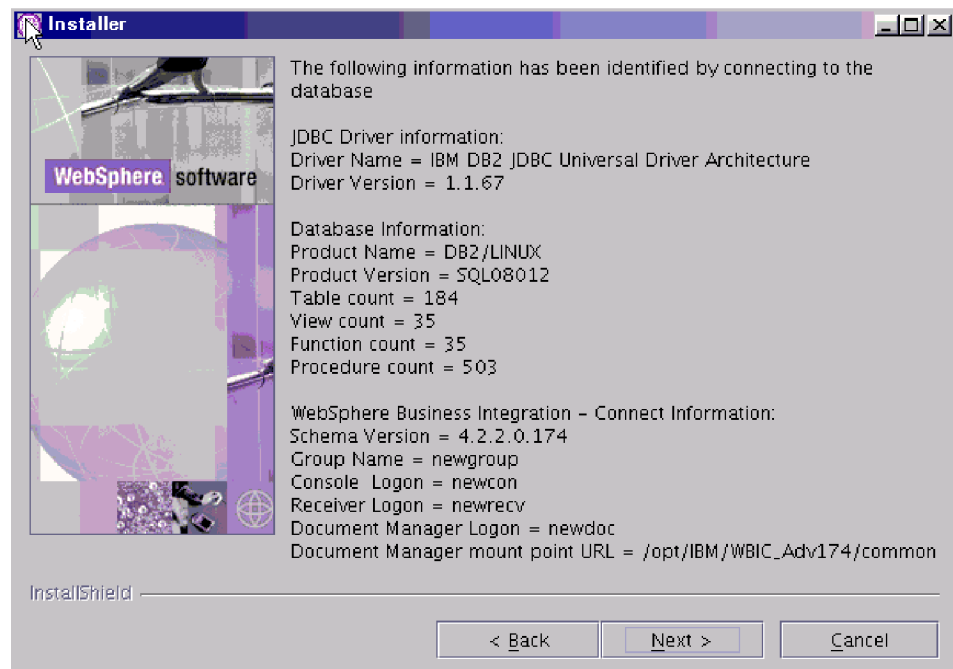 Installer
WebSphere software
The following information has been identified by connecting to the
database
JDBC Driver information:
Driver Name = IBM DB2 JDBC Universal Driver Architecture
Driver Version = 1.1.67
Database Information:
Product Name = DB2/LINUX
Product Version = SQL08012
Table count = 184
View count = 35
Function count = 35
Procedure count = 503
WebSphere Business Integration – Connect Information:
Schema Version = 4.2.2.0.174
Group Name = newgroup
Console  Logon = newcon
Receiver Logon = newrecv
Document Manager Logon = newdoc
Document Manager mount point URL = /opt/IBM/WBIC_Adv174/common
InstallShield
< Back
Next >
Cancel